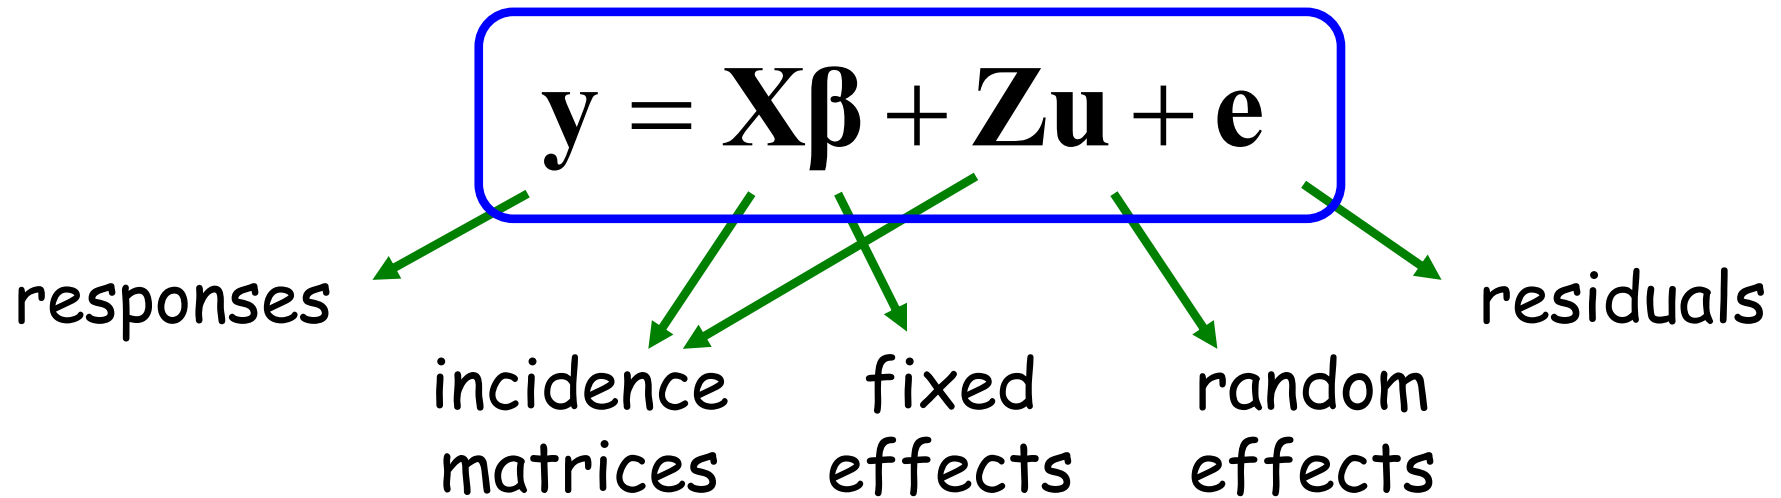 y = Xβ + Zu + e
responses
residuals
incidence
matrices
fixed
effects
random
effects